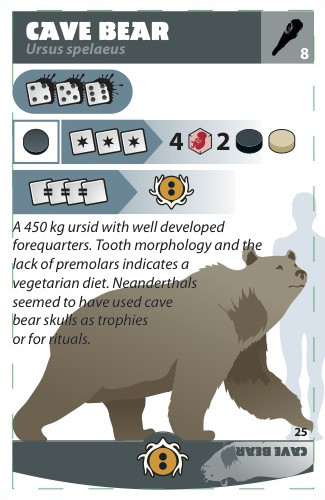 CAVE BEAR
Ursus spelaeus
8
4 2
A 450 kg ursid with well developed
forequarters. Tooth morphology and the
lack of premolars indicates a
vegetarian diet. Neanderthals
seemed to have used cave
bear skulls as trophies
or for rituals.
25
CAVE BEAR